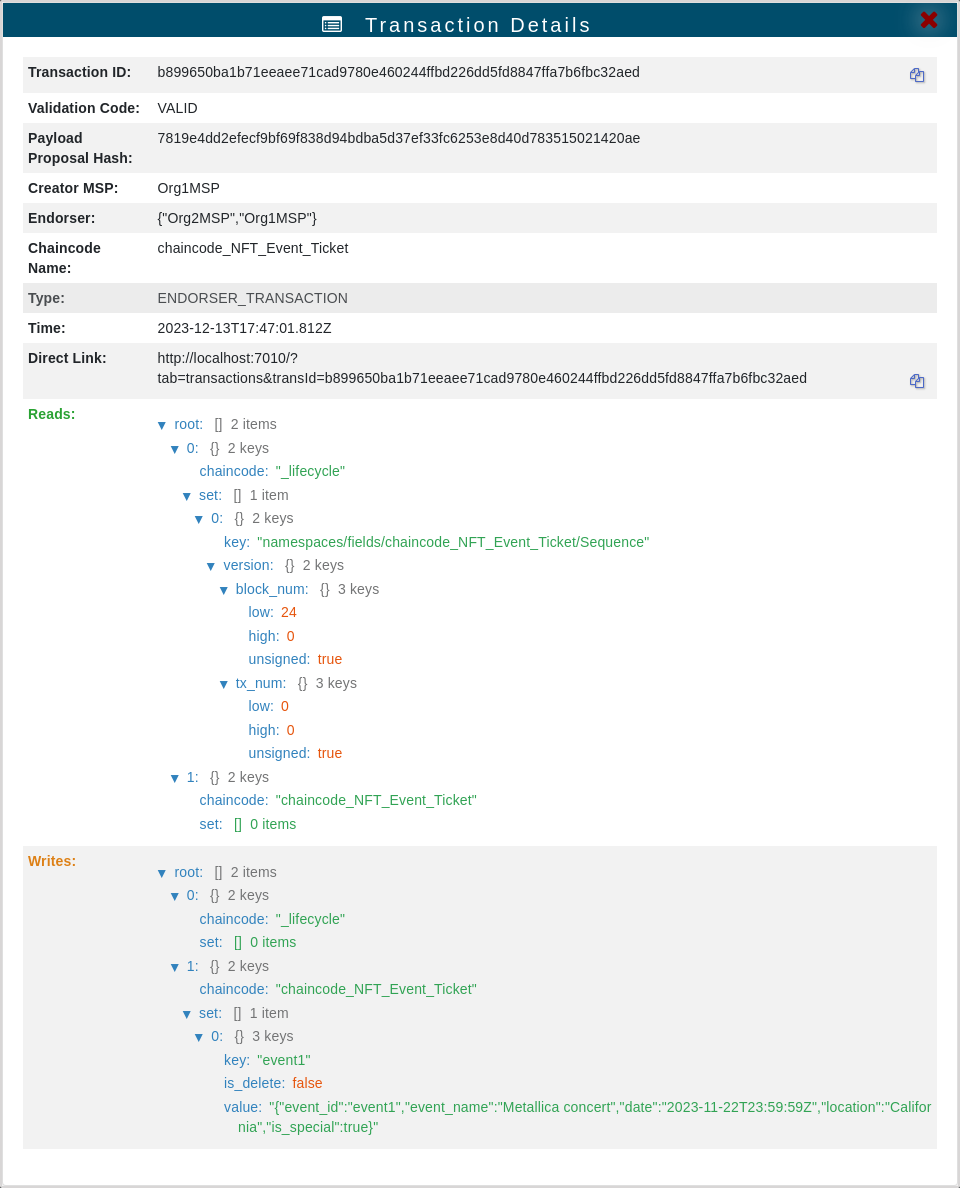 Transaction Details
Transaction ID: b899650ba1b71eeaee71cad9780e460244ffbd226dd5fd8847ffa7b6fbc32aed
Validation Code: VALID
Payload 7819e4dd2efecf9bf69f838d94bdba5d37ef33fc6253e8d40d783515021420ae
Proposal Hash:
Creator MSP: Org1MSP
Endorser: {"Org2MSP","Org1MSP"}
Chaincode chaincode_NFT_Event_Ticket
Name:
Type: ENDORSER_TRANSACTION
Time: 2023-12-13T17:47:01.812Z
Direct Link: http://localhost:7010/?
tab=transactions&transId=b899650ba1b71eeaee71cad9780e460244ffbd226dd5fd8847ffa7b6fbc32aed
Reads:
▼ root: [] 2 items
▼ 0: {} 2 keys
chaincode: "_lifecycle"
▼ set: [] 1 item
▼ 0: {} 2 keys
key: "namespaces/fields/chaincode_NFT_Event_Ticket/Sequence"
▼ version: {} 2 keys
▼ block_num: {} 3 keys
low: 24
high: 0
unsigned: true
▼ tx_num: {} 3 keys
low: 0
high: 0
unsigned: true
▼ 1: {} 2 keys
chaincode: "chaincode_NFT_Event_Ticket"
set: [] 0 items
Writes:
▼ root: [] 2 items
▼ 0: {} 2 keys
chaincode: "_lifecycle"
set: [] 0 items
▼ 1: {} 2 keys
chaincode: "chaincode_NFT_Event_Ticket"
▼ set: [] 1 item
▼ 0: {} 3 keys
key: "event1"
is_delete: false
value: "{"event_id":"event1","event_name":"Metallica concert","date":"2023-11-22T23:59:59Z","location":"Califor
nia","is_special":true}"